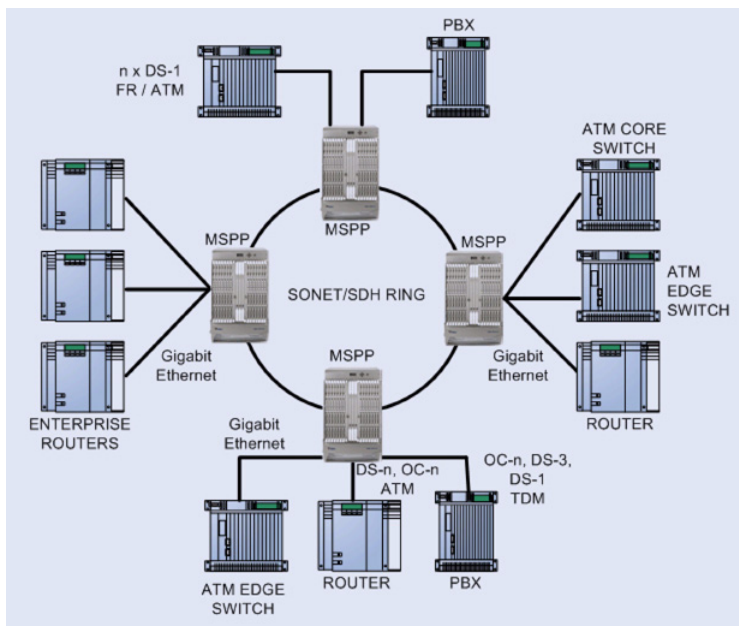 PBX
n x DS-1
FR / ATM
ATM CORE
SWITCH
MSPP
MSPP
MSPP
SONET/SDH RING
ATM
EDGE
SWITCH
MSPP
Gigabit
Ethernet
Gigabit
Ethernet
ENTERPRISE
ROUTERS
ROUTER
Gigabit
Ethernet
DS-n, OC-n
ATM
OC-n, DS-3,
DS-1
TDM
ATM EDGE
SWITCH
ROUTER
PBX